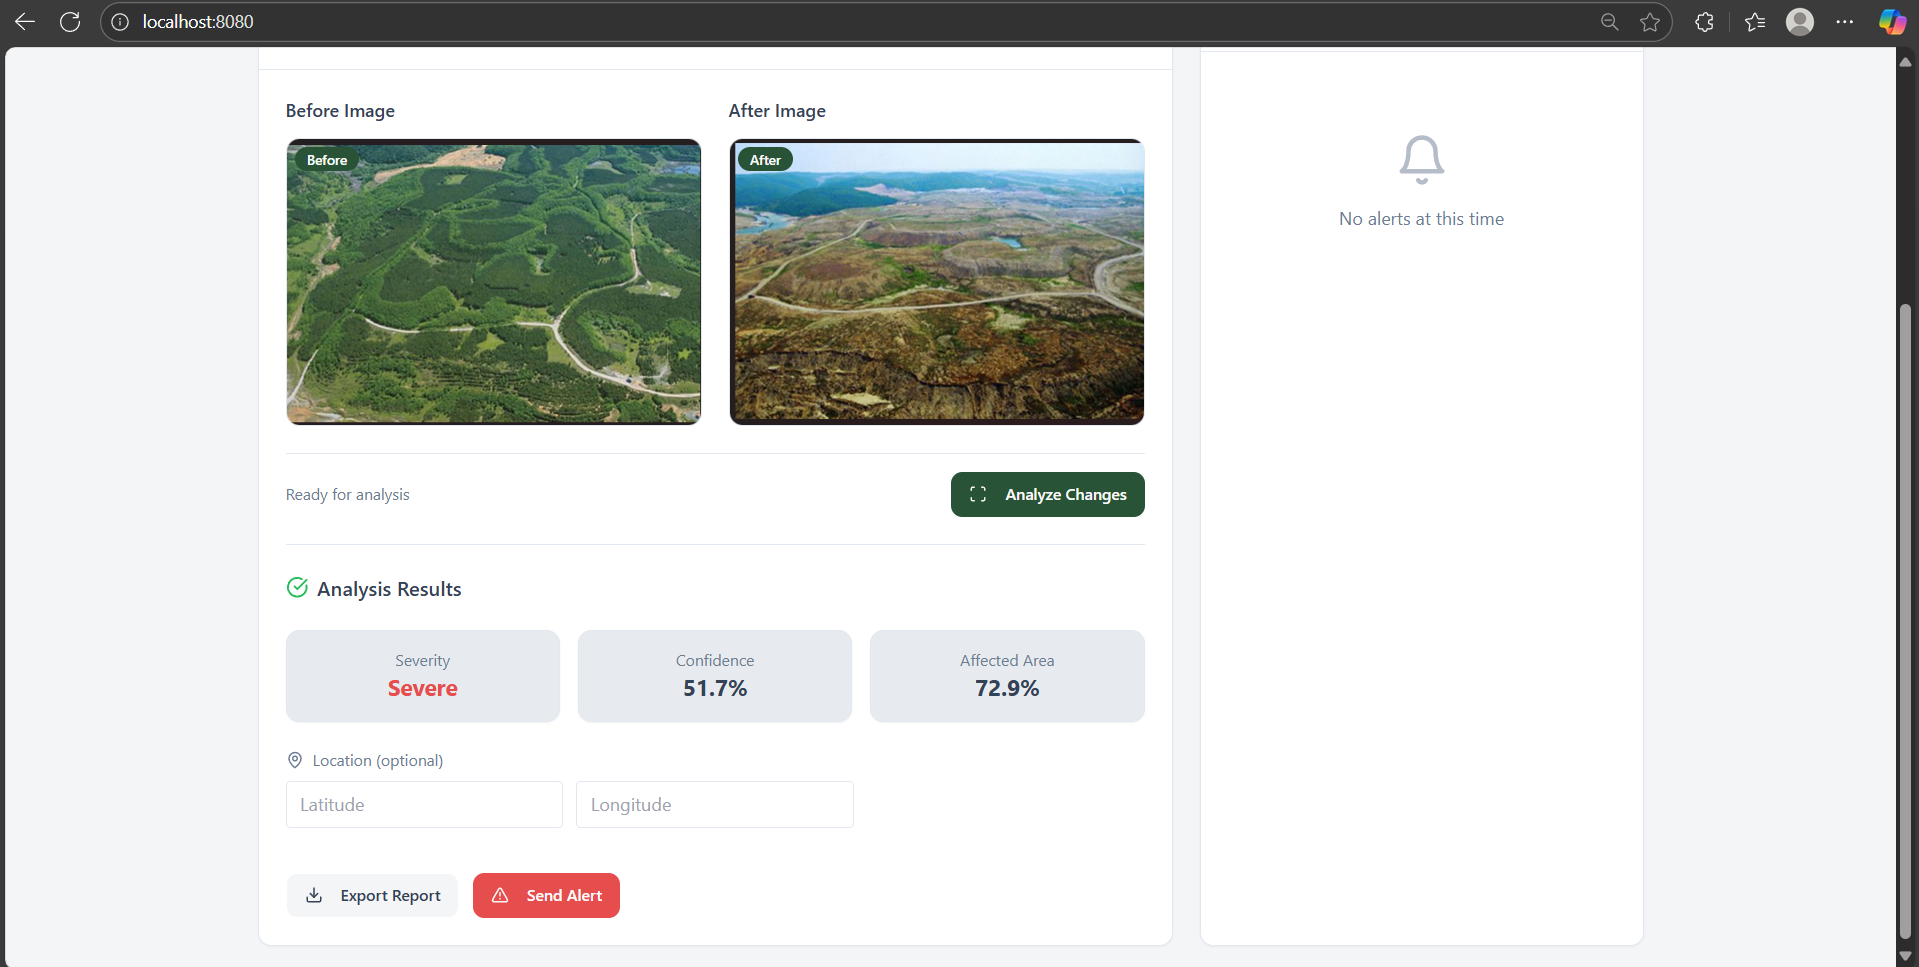 localhost:8080
Before Image
After Image
Before
After
No alerts at this time
Ready for analysis
Analyze Changes
Analysis Results
Severity
Severe
Confidence
51.7%
Affected Area
72.9%
Location (optional)
Latitude
Longitude
Export Report
Send Alert